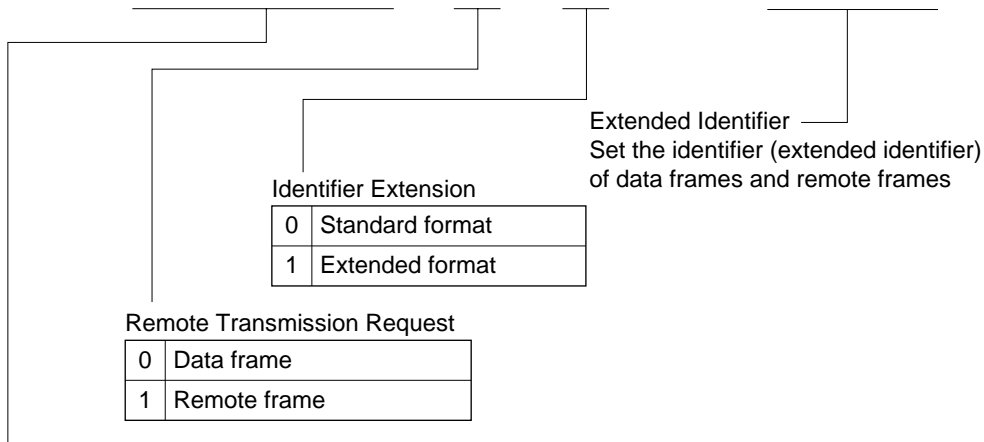 Extended Identifier
Set the identifier (extended identifier)
of data frames and remote frames
Identifier Extension
0 Standard format
1 Extended format
Remote Transmission Request
0 Data frame
1 Remote frame